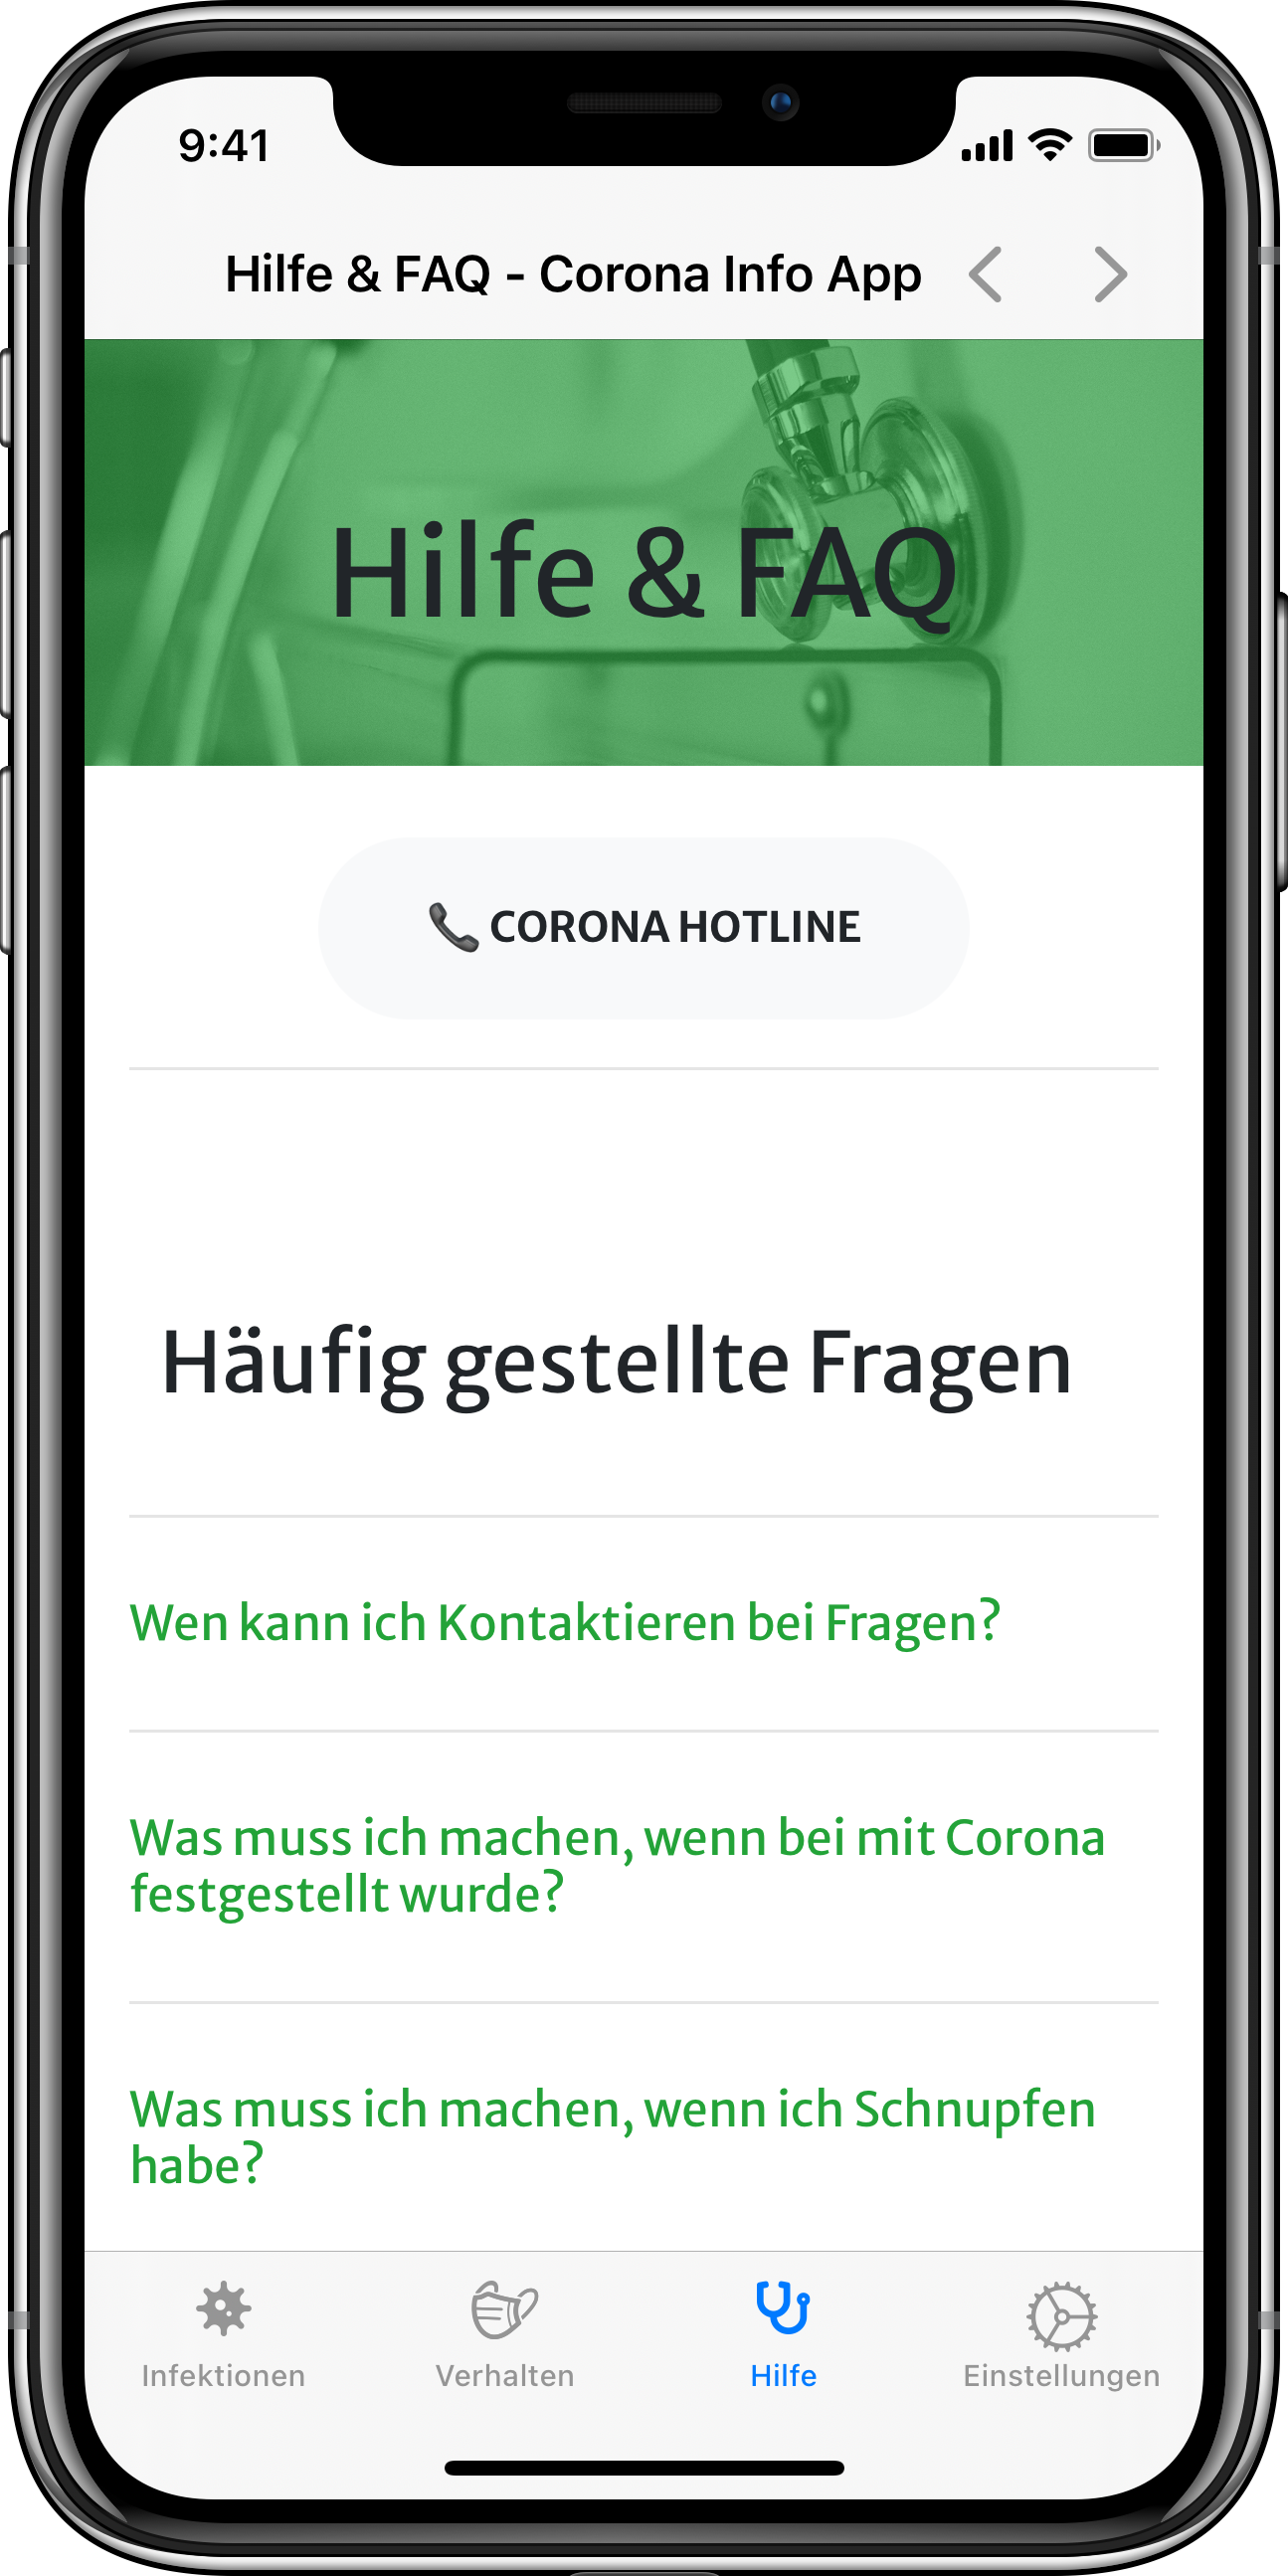 9:41
Hilfe & FAQ - Corona Info App
Hilfe & FAQ
CORONA HOTLINE
Häufig gestellte Fragen
Wen kann ich Kontaktieren bei Fragen?
Was muss ich machen, wenn bei mit Corona
festgestellt wurde?
Was muss ich machen, wenn ich Schnupfen
habe?
Infektionen Verhalten Hilfe Einstellungen